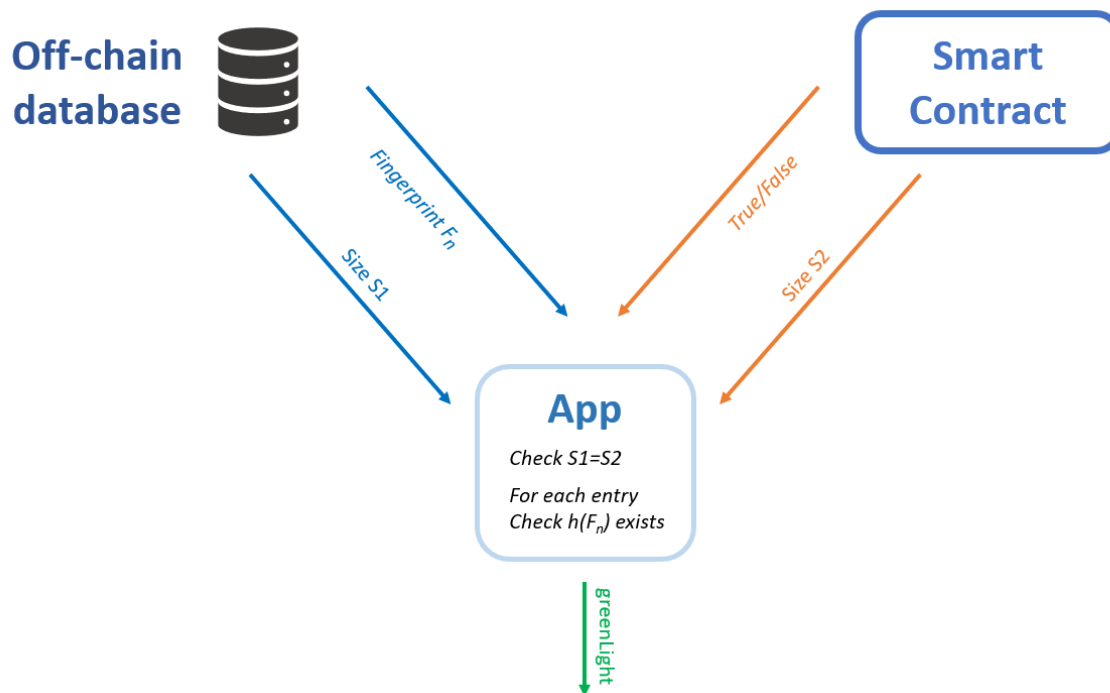 Off-chain
database
Smart
Contract
Fingerprint Fₙ
True/False
Size S1
Size S2
App
Check S1=S2
For each entry
Check h(Fₙ) exists
greenLight